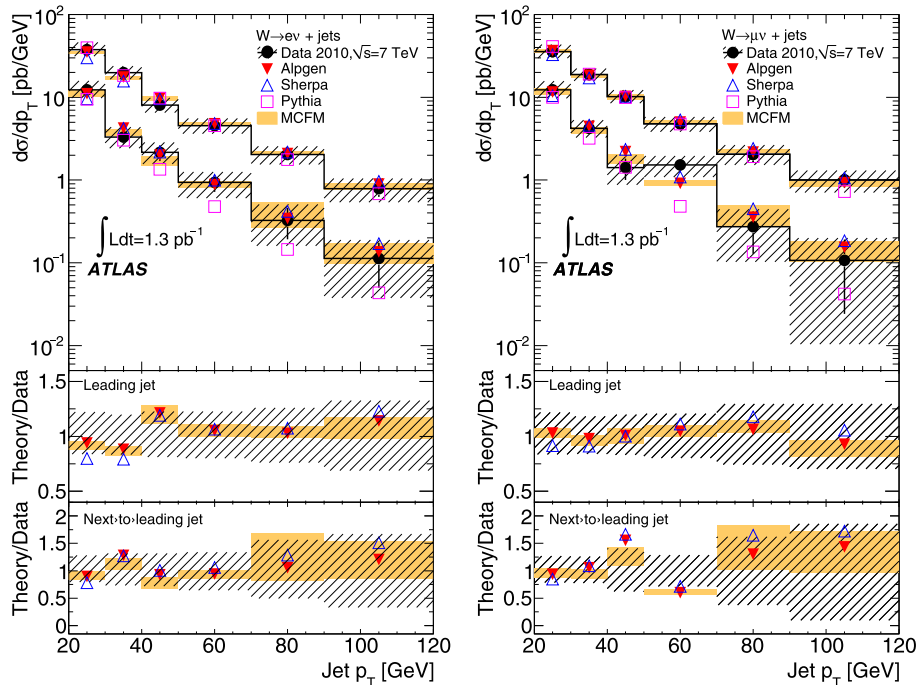 dσ/dp_T [pb/GeV]
10²
10
1
10⁻¹
10⁻²
W→eν + jets
Data 2010,√s=7 TeV
Alpgen
Sherpa
Pythia
MCFM
∫ Ldt=1.3 pb⁻¹
ATLAS
Theory/Data
1.5
1
0.5
Leading jet
Theory/Data
2
1.5
1
0.5
0
Next›to›leading jet
20 40 60 80 100 120
Jet p_T [GeV]
dσ/dp_T [pb/GeV]
10²
10
1
10⁻¹
10⁻²
W→μν + jets
Data 2010,√s=7 TeV
Alpgen
Sherpa
Pythia
MCFM
∫ Ldt=1.3 pb⁻¹
ATLAS
Theory/Data
1.5
1
0.5
Leading jet
Theory/Data
2
1.5
1
0.5
0
Next›to›leading jet
20 40 60 80 100 120
Jet p_T [GeV]